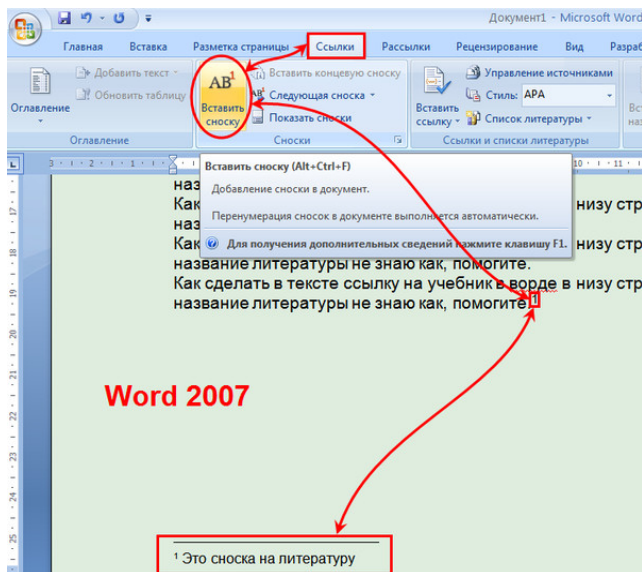 Документ1 - Microsoft Word
Главная Вставка Разметка страницы Ссылки Рассылки Рецензирование Вид Разраб
Оглавление
Добавить текст
Обновить таблицу
Оглавление
AB1
Вставить сноску
Вставить концевую сноску
Следующая сноска
Показать сноски
Сноски
Вставить ссылку
Управление источниками
Стиль: APA
Список литературы
Ссылки и списки литературы
Вставить сноску (Alt+Ctrl+F)
Добавление сноски в документ.
Перенумерация сносок в документе выполняется автоматически.
Для получения дополнительных сведений нажмите клавишу F1.
наз
Как низу стр
наз
Как низу стр
название литературы не знаю как, помогите.
Как сделать в тексте ссылку на учебник в ворде в низу стр
название литературы не знаю как, помогите.1
Word 2007
1 Это сноска на литературу